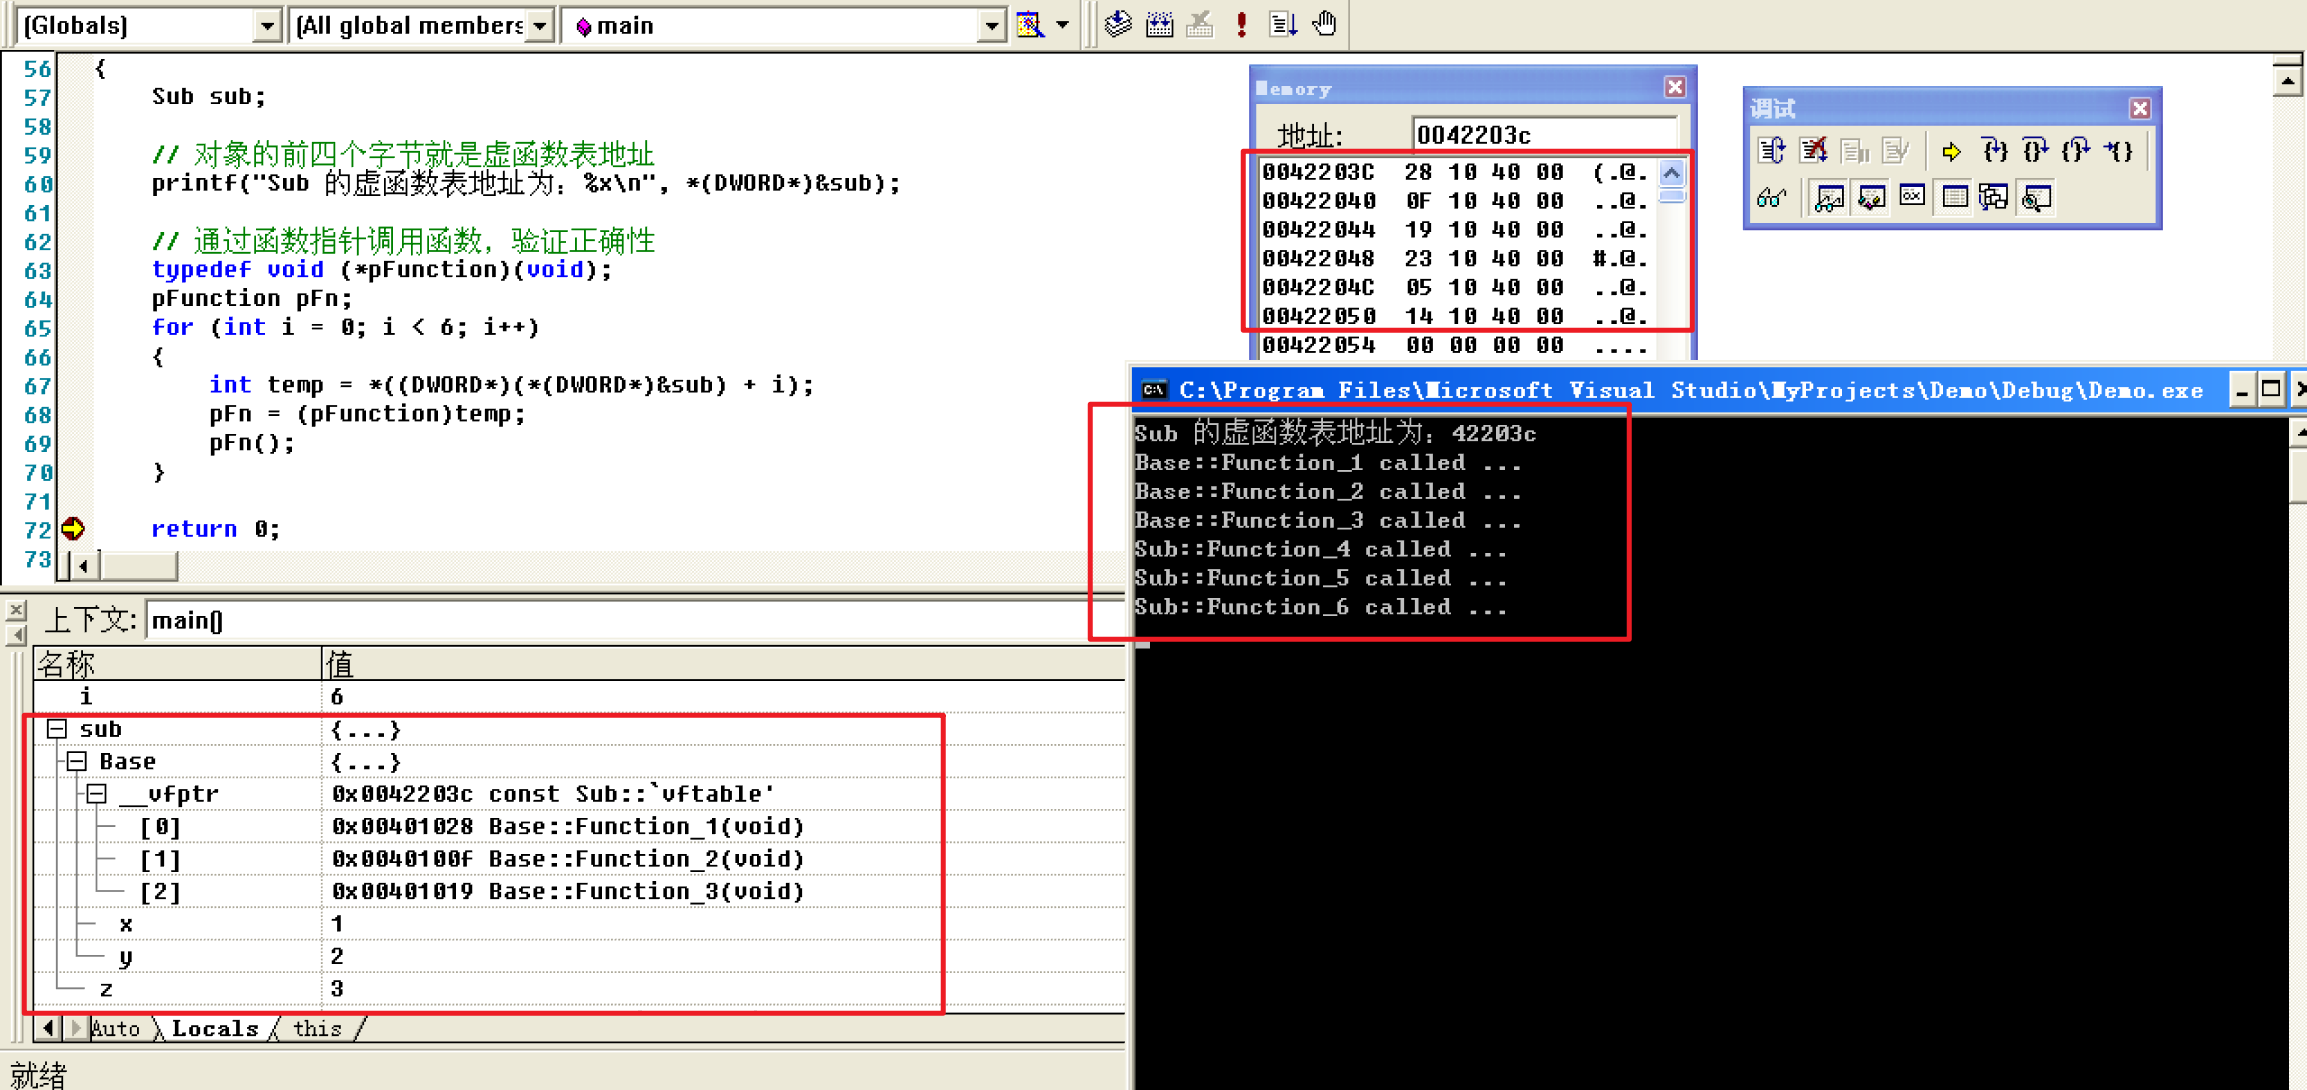 (Globals)
(All global members
main
56 {
57 Sub sub;
58
59 // 对象的前四个字节就是虚函数表地址
60 printf("Sub 的虚函数表地址为：%x\n", *(DWORD*)&sub);
61
62 // 通过函数指针调用函数，验证正确性
63 typedef void (*pFunction)(void);
64 pFunction pFn;
65 for (int i = 0; i < 6; i++)
66 {
67 int temp = *((DWORD*)(*(DWORD*)&sub) + i);
68 pFn = (pFunction)temp;
69 pFn();
70 }
71
72 return 0;
73
Memory
地址: 0042203c
0042203C 28 10 40 00 (.@.
00422040 0F 10 40 00 ..@.
00422044 19 10 40 00 ..@.
00422048 23 10 40 00 #.@.
0042204C 05 10 40 00 ..@.
00422050 14 10 40 00 ..@.
00422054 00 00 00 00 ....
调试
C:\Program Files\Microsoft Visual Studio\MyProjects\Demo\Debug\Demo.exe
Sub 的虚函数表地址为：42203c
Base::Function_1 called ...
Base::Function_2 called ...
Base::Function_3 called ...
Sub::Function_4 called ...
Sub::Function_5 called ...
Sub::Function_6 called ...
上下文: main()
名称 值
i 6
sub {...}
Base {...}
__vfptr 0x0042203c const Sub::`vftable'
[0] 0x00401028 Base::Function_1(void)
[1] 0x0040100f Base::Function_2(void)
[2] 0x00401019 Base::Function_3(void)
x 1
y 2
z 3
Auto Locals this
就绪